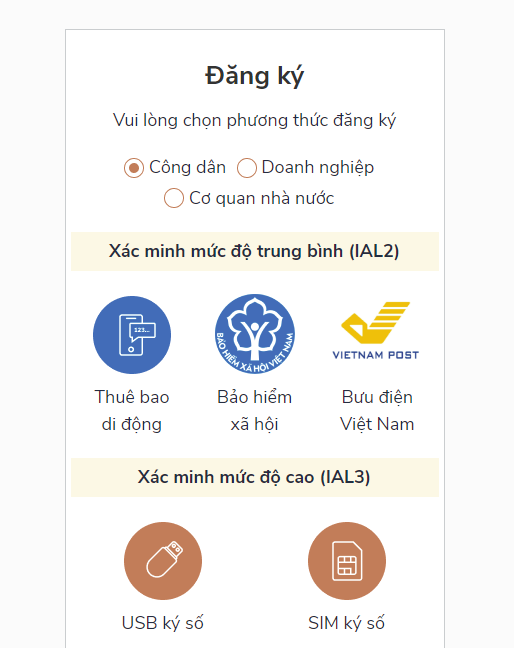 Đăng ký
Vui lòng chọn phương thức đăng ký
Công dân Doanh nghiệp
Cơ quan nhà nước
Xác minh mức độ trung bình (IAL2)
123...
BẢO HIỂM XÃ HỘI VIỆT NAM
VIETNAM POST
Thuê bao
di động
Bảo hiểm
xã hội
Bưu điện
Việt Nam
Xác minh mức độ cao (IAL3)
USB ký số
SIM ký số